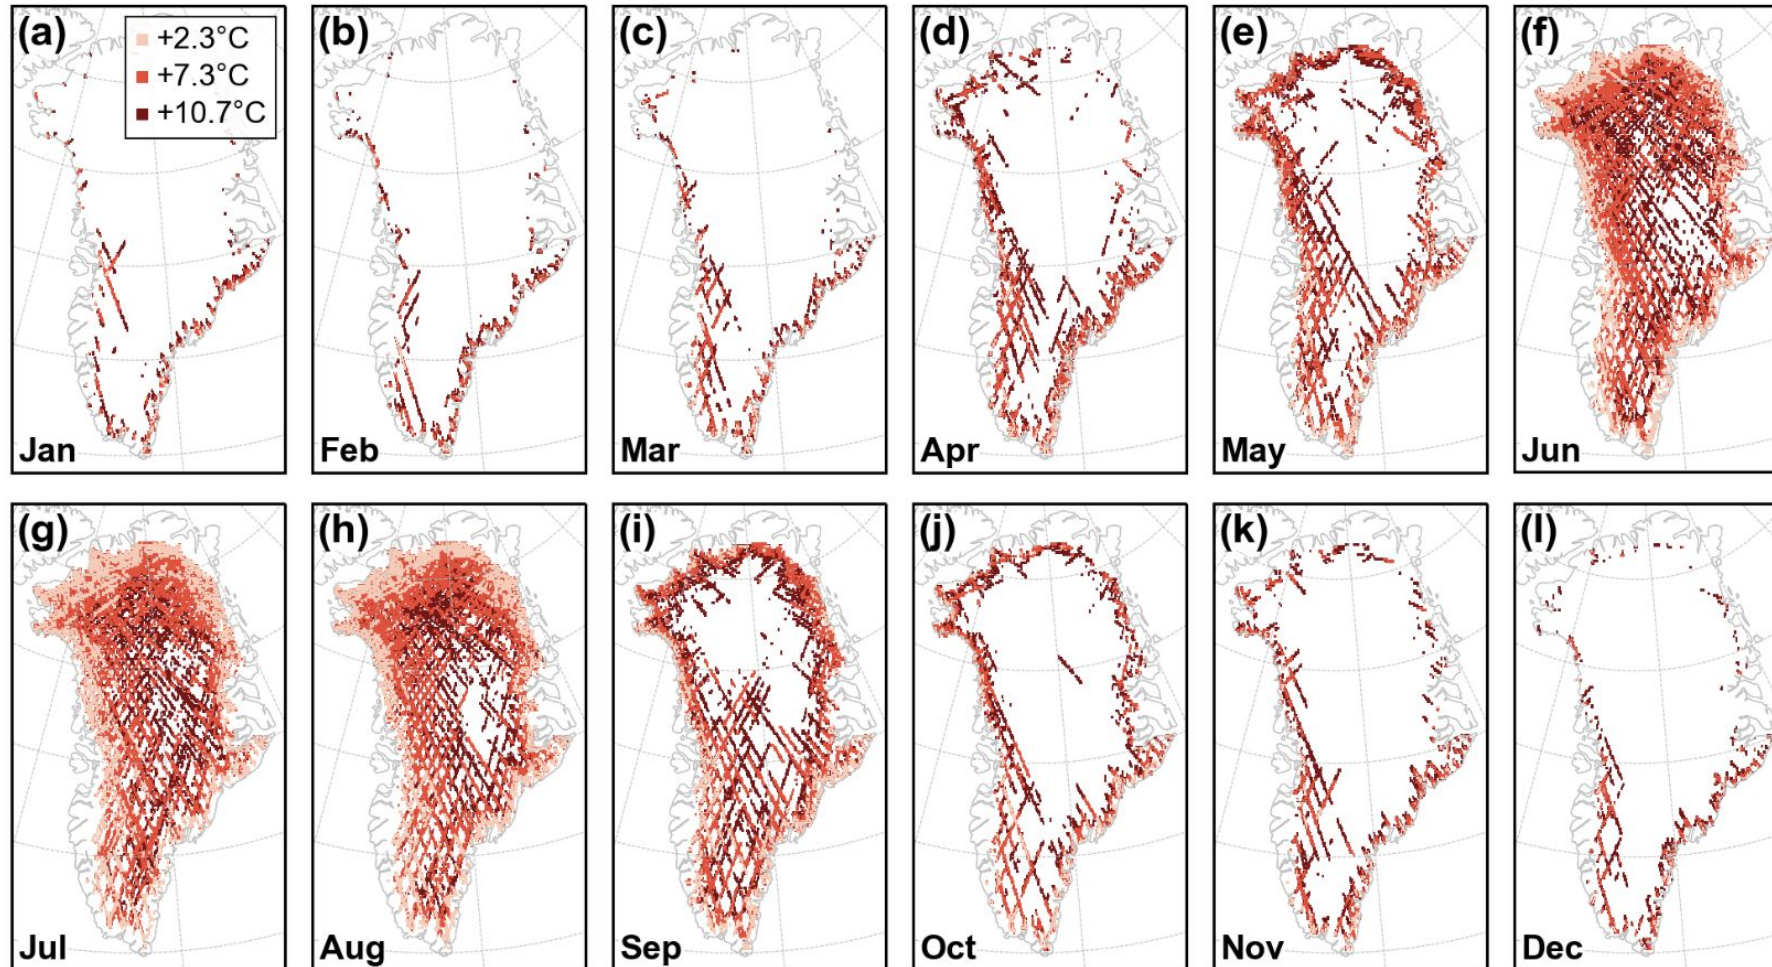 (a)
+2.3°C
+7.3°C
+10.7°C
Jan
(b)
Feb
(c)
Mar
(d)
Apr
(e)
May
(f)
Jun
(g)
Jul
(h)
Aug
(i)
Sep
(j)
Oct
(k)
Nov
(l)
Dec